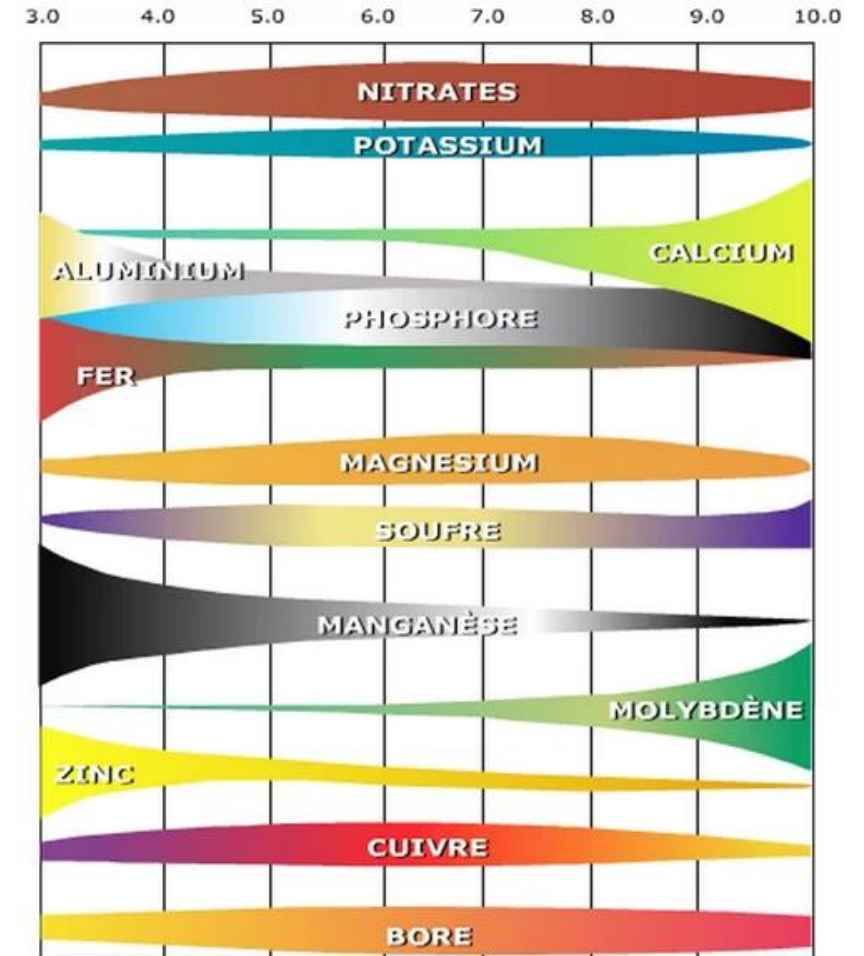 3.0 4.0 5.0 6.0 7.0 8.0 9.0 10.0
NITRATES
POTASSIUM
CALCIUM
ALUMINIUM
PHOSPHORE
FER
MAGNESIUM
SOUFRE
MANGANÈSE
MOLYBDÈNE
ZINC
CUIVRE
BORE